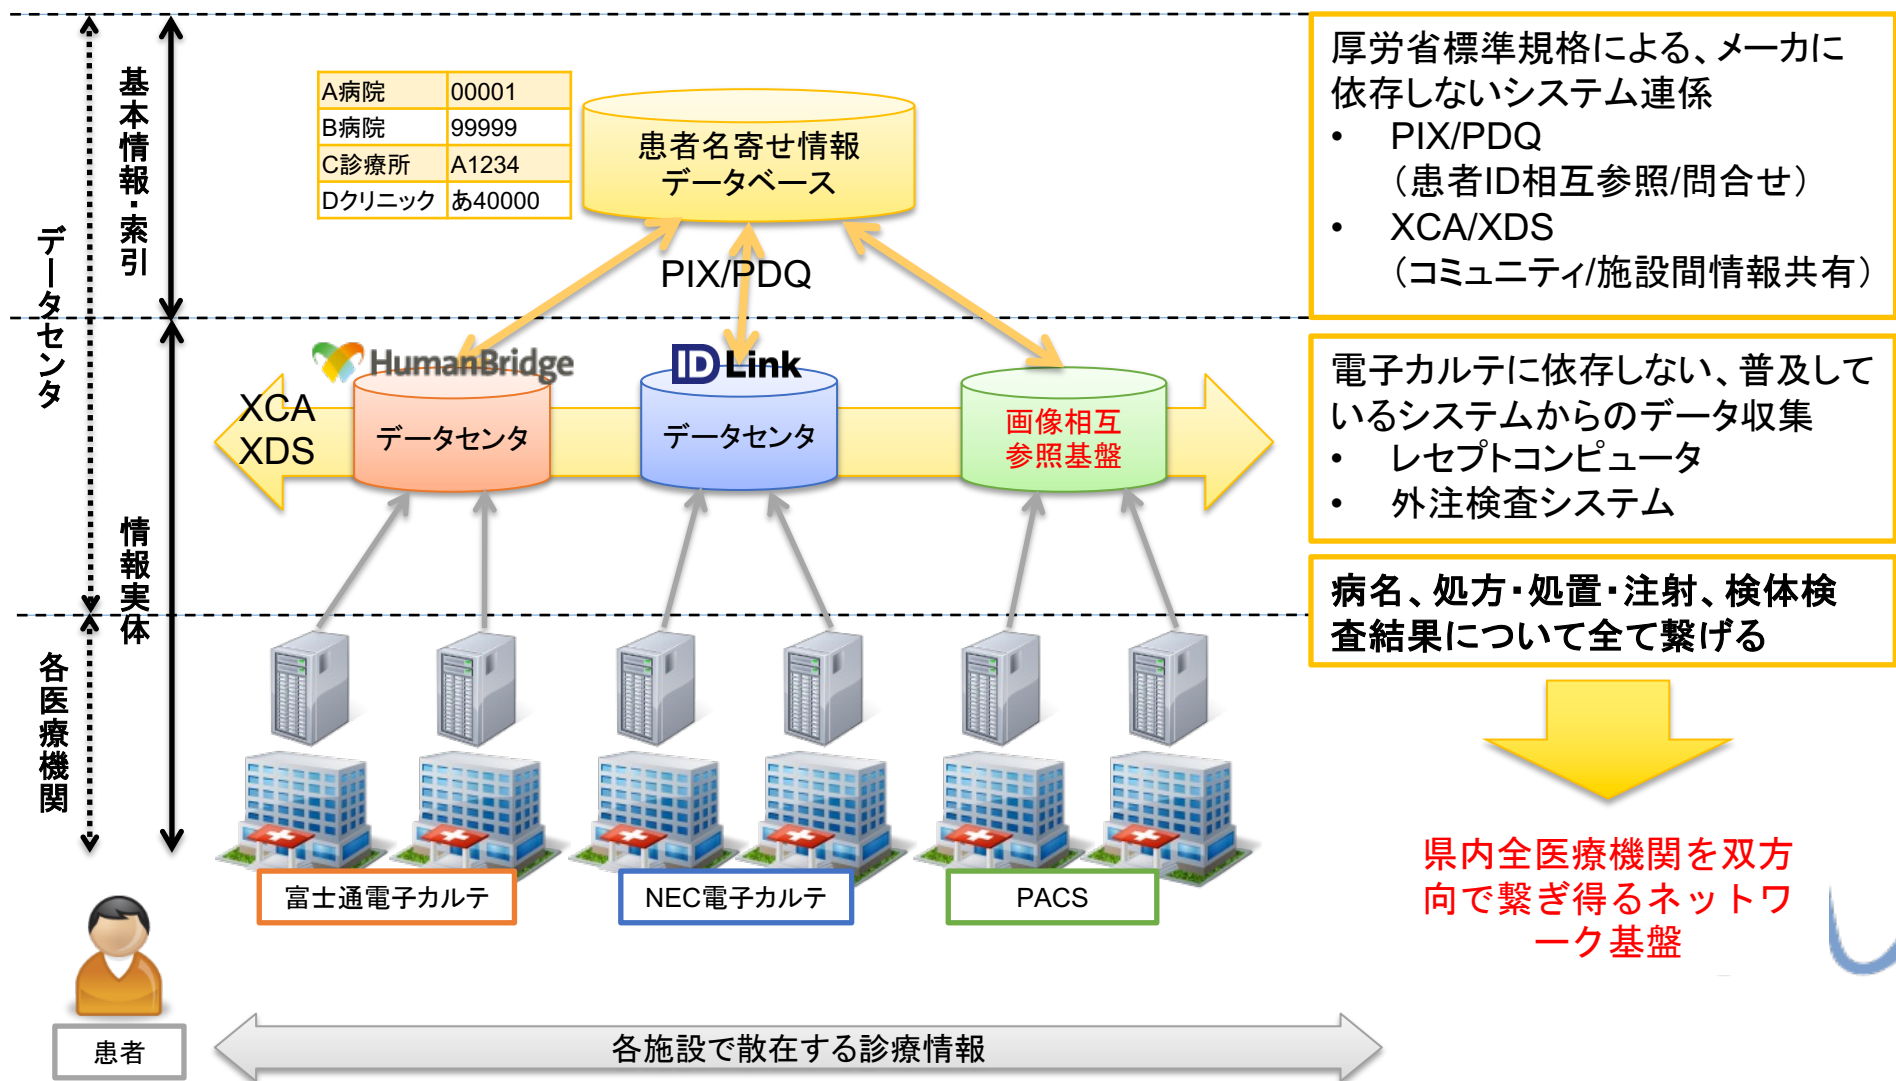 データセンタ
各医療機関
基本情報・索引
情報実体
A病院 00001
B病院 99999
C診療所 A1234
Dクリニック あ40000
患者名寄せ情報
データベース
PIX/PDQ
HumanBridge
ID Link
XCA
XDS
データセンタ
データセンタ
画像相互
参照基盤
富士通電子カルテ
NEC電子カルテ
PACS
患者
各施設で散在する診療情報
厚労省標準規格による、メーカに
依存しないシステム連係
• PIX/PDQ
（患者ID相互参照/問合せ）
• XCA/XDS
（コミュニティ/施設間情報共有）
電子カルテに依存しない、普及して
いるシステムからのデータ収集
• レセプトコンピュータ
• 外注検査システム
病名、処方・処置・注射、検体検
査結果について全て繋げる
県内全医療機関を双方
向で繋ぎ得るネットワ
ーク基盤